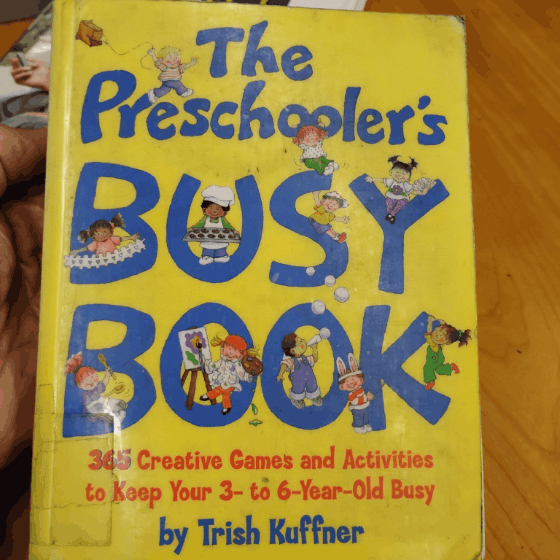 The
Preschooler's
BUSY
BOOK
365 Creative Games and Activities
to Keep Your 3- to 6-Year-Old Busy
by Trish Kuffner